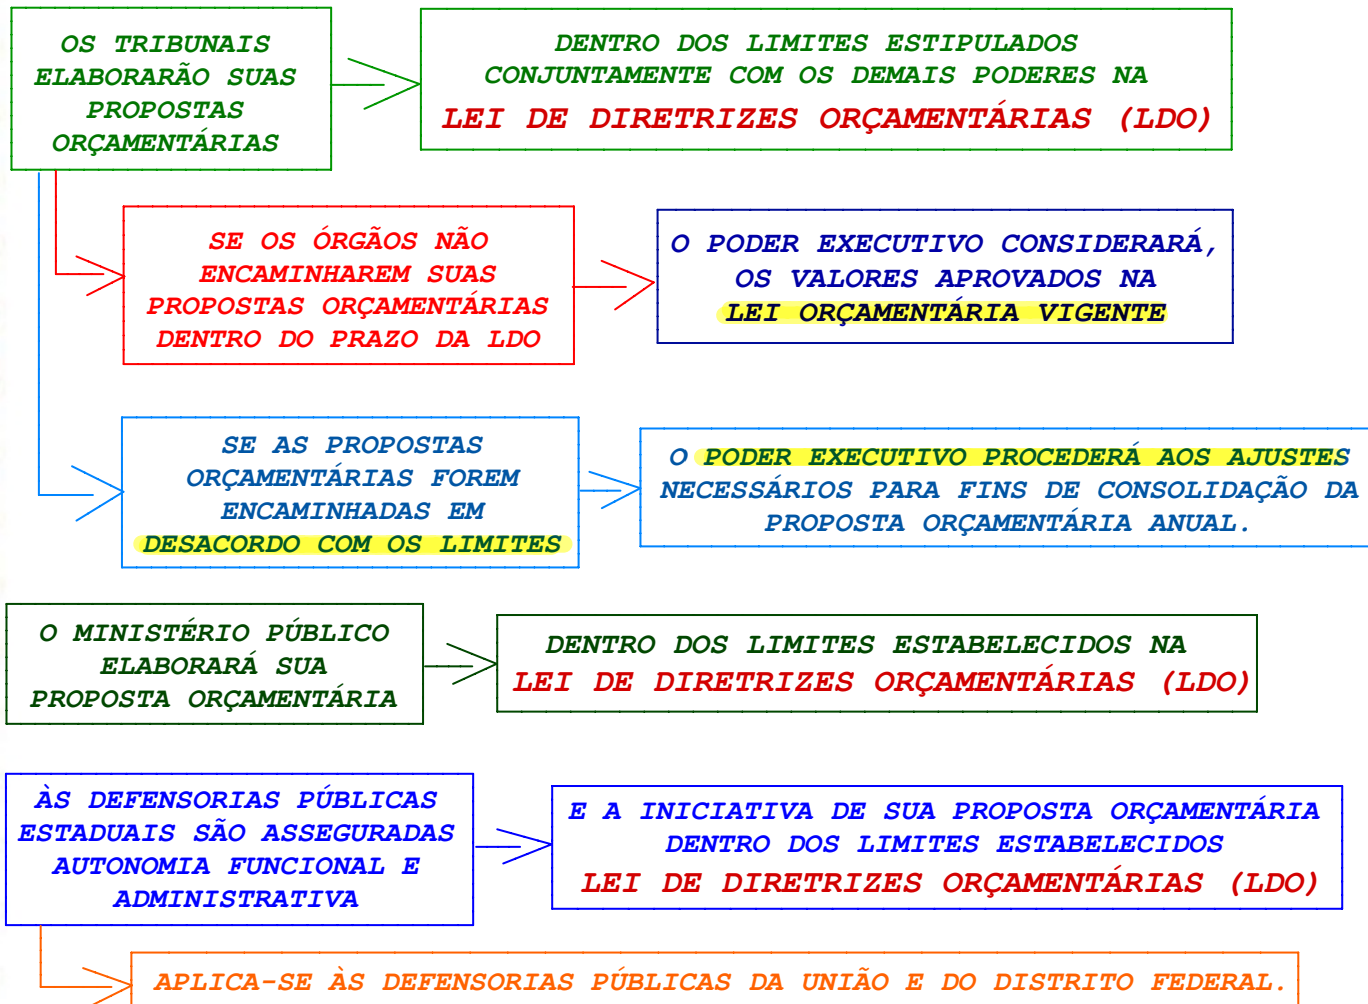 OS TRIBUNAIS
ELABORARÃO SUAS
PROPOSTAS
ORÇAMENTÁRIAS
DENTRO DOS LIMITES ESTIPULADOS
CONJUNTAMENTE COM OS DEMAIS PODERES NA
LEI DE DIRETRIZES ORÇAMENTÁRIAS (LDO)
SE OS ÓRGÃOS NÃO
ENCAMINHAREM SUAS
PROPOSTAS ORÇAMENTÁRIAS
DENTRO DO PRAZO DA LDO
O PODER EXECUTIVO CONSIDERARÁ,
OS VALORES APROVADOS NA
LEI ORÇAMENTÁRIA VIGENTE
SE AS PROPOSTAS
ORÇAMENTÁRIAS FOREM
ENCAMINHADAS EM
DESACORDO COM OS LIMITES
O PODER EXECUTIVO PROCEDERÁ AOS AJUSTES
NECESSÁRIOS PARA FINS DE CONSOLIDAÇÃO DA
PROPOSTA ORÇAMENTÁRIA ANUAL.
O MINISTÉRIO PÚBLICO
ELABORARÁ SUA
PROPOSTA ORÇAMENTÁRIA
DENTRO DOS LIMITES ESTABELECIDOS NA
LEI DE DIRETRIZES ORÇAMENTÁRIAS (LDO)
ÀS DEFENSORIAS PÚBLICAS
ESTADUAIS SÃO ASSEGURADAS
AUTONOMIA FUNCIONAL E
ADMINISTRATIVA
E A INICIATIVA DE SUA PROPOSTA ORÇAMENTÁRIA
DENTRO DOS LIMITES ESTABELECIDOS
LEI DE DIRETRIZES ORÇAMENTÁRIAS (LDO)
APLICA-SE ÀS DEFENSORIAS PÚBLICAS DA UNIÃO E DO DISTRITO FEDERAL.